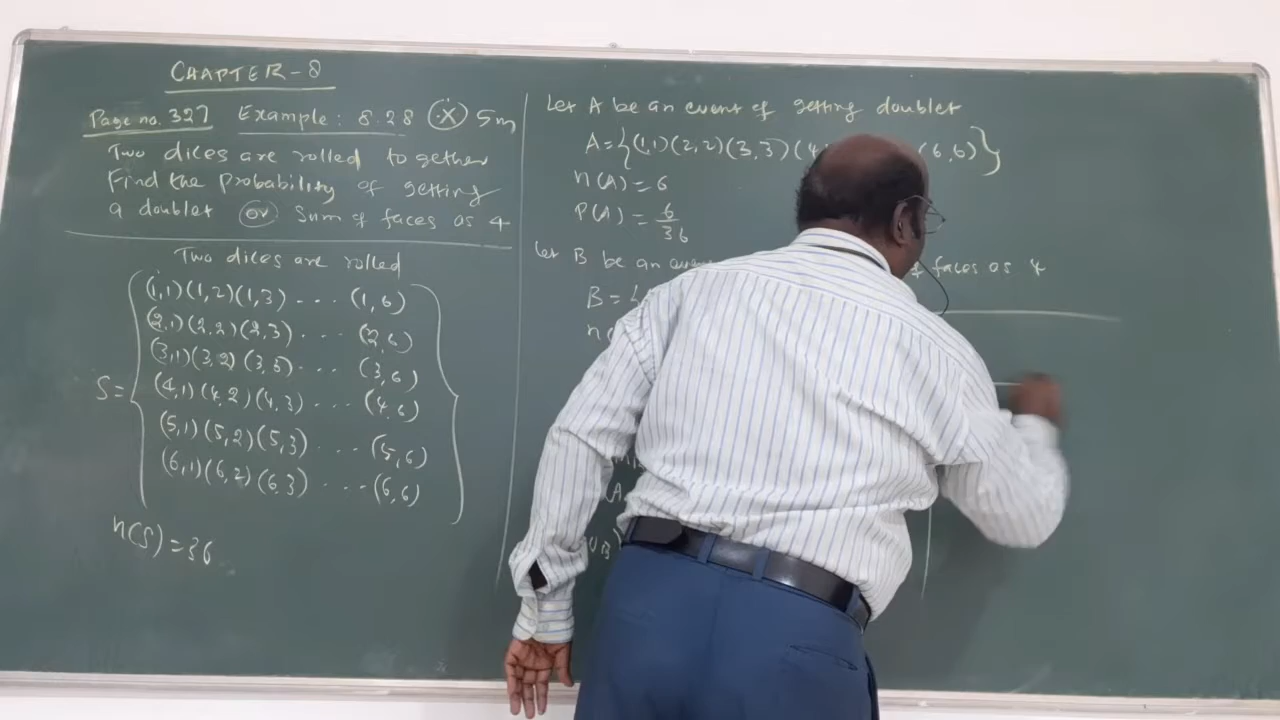 CHAPTER-8
Page no. 327 Example: 8.28 (X) 5m
Two dices are rolled to gether
Find the Probability of getting
a doublet (or) Sum of faces as 4
Two dices are rolled
(1,1)(1,2)(1,3) ... (1,6)
(2,1)(2,2)(2,3) ... (2,6)
(3,1)(3,2)(3,3) ... (3,6)
S= (4,1)(4,2)(4,3) ... (4,6)
(5,1)(5,2)(5,3) ... (5,6)
(6,1)(6,2)(6,3) ... (6,6)
n(S)=36
Let A be an event of getting doublet
A={(1,1)(2,2)(3,3)(4 (6,6)}
n(A)=6
P(A) = 6/36
Let B be an eve f faces as 4
B={
n(
(A
UB)